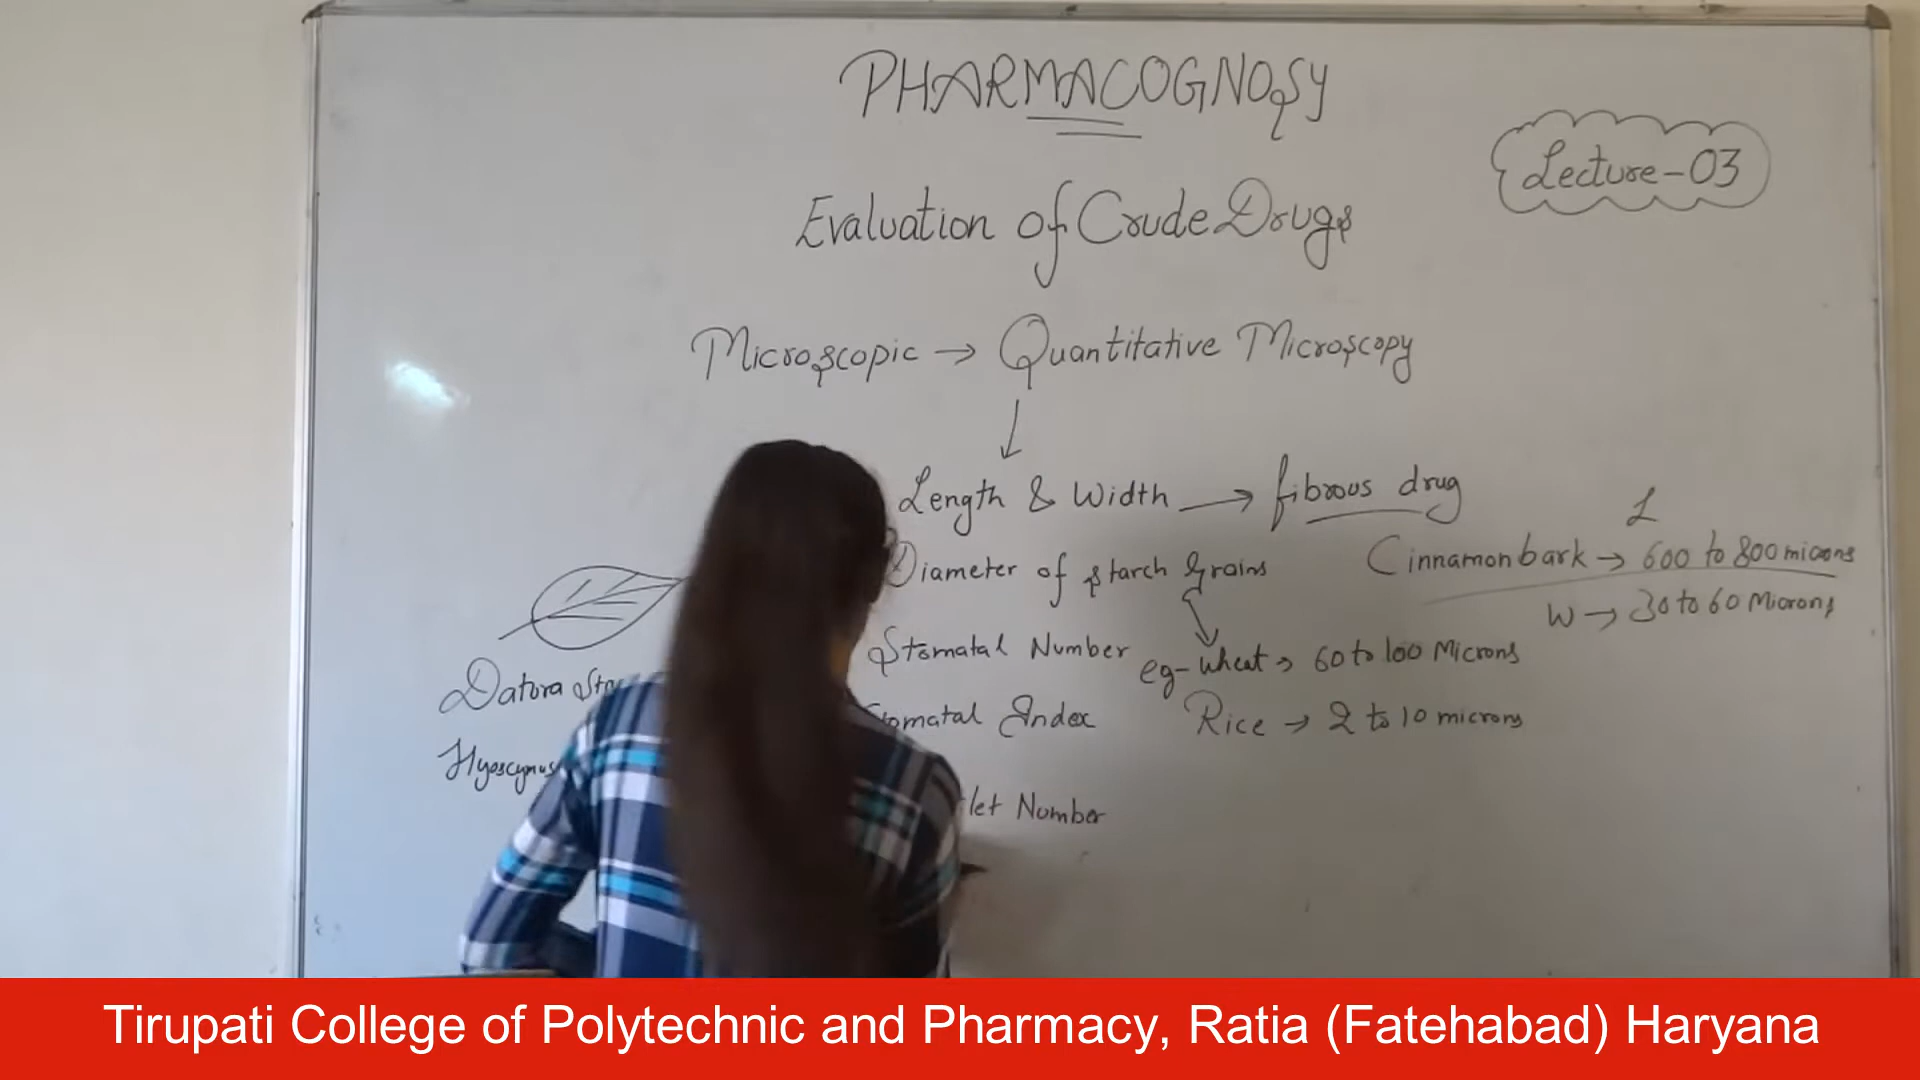 PHARMACOGNOSY
Lecture-03
Evaluation of Crude Drugs
Microscopic → Quantitative Microscopy
↓
Length & Width → fibrous drug
L
Cinnamon bark → 600 to 800 microns
W → 30 to 60 Microns
Diameter of Starch Grains
eg- Wheat → 60 to 100 Microns
Rice → 2 to 10 microns
Stomatal Number
Index
Number
Datura
Tirupati College of Polytechnic and Pharmacy, Ratia (Fatehabad) Haryana